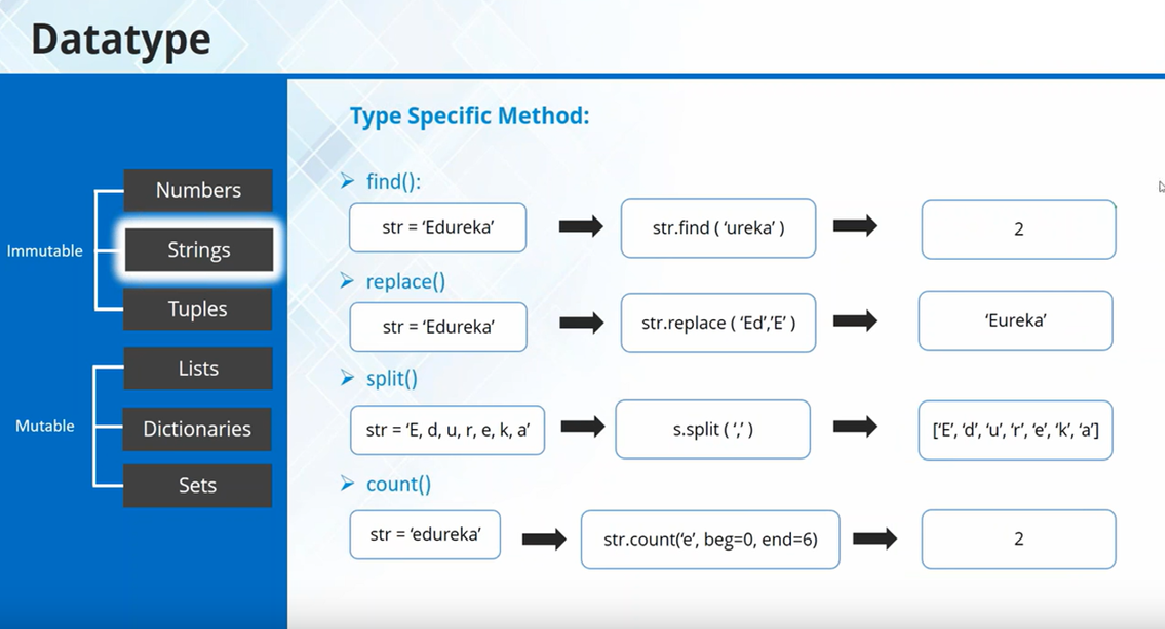 Datatype
Type Specific Method:
Immutable
Numbers
Strings
Tuples
Mutable
Lists
Dictionaries
Sets
find():
str = ‘Edureka’
str.find ( ‘ureka’ )
2
replace()
str = ‘Edureka’
str.replace ( ‘Ed’,’E’ )
‘Eureka’
split()
str = ‘E, d, u, r, e, k, a’
s.split ( ‘,’ )
[‘E’, ‘d’, ‘u’, ‘r’, ‘e’, ‘k’, ‘a’]
count()
str = ‘edureka’
str.count(‘e’, beg=0, end=6)
2